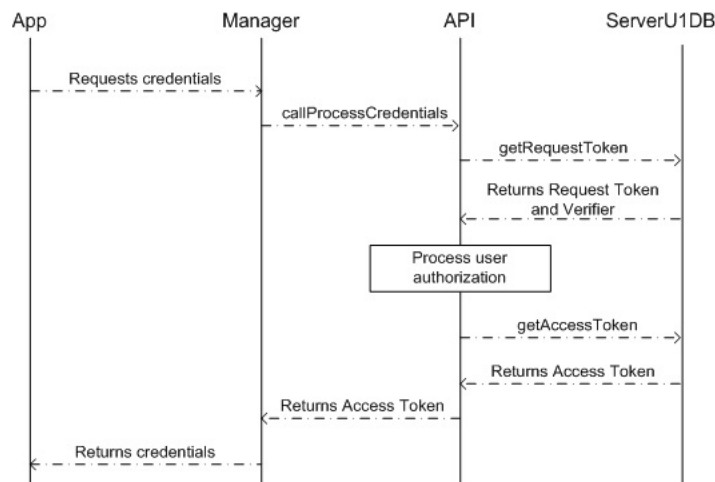 App
Manager
API
ServerU1DB
Requests credentials
callProcessCredentials
getRequestToken
Returns Request Token
and Verifier
Process user
authorization
getAccessToken
Returns Access Token
Returns Access Token
Returns credentials